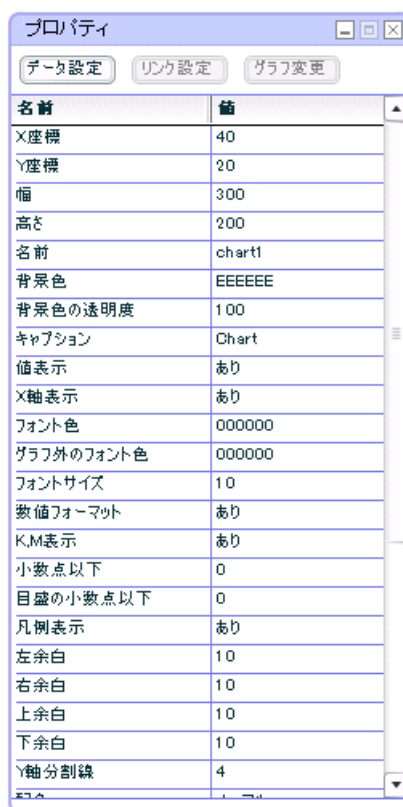 プロパティ
データ設定 リンク設定 グラフ変更
名前 値
X座標 40
Y座標 20
幅 300
高さ 200
名前 chart1
背景色 EEEEEE
背景色の透明度 100
キャプション Chart
値表示 あり
X軸表示 あり
フォント色 000000
グラフ外のフォント色 000000
フォントサイズ 10
数値フォーマット あり
K,M表示 あり
小数点以下 0
目盛の小数点以下 0
凡例表示 あり
左余白 10
右余白 10
上余白 10
下余白 10
Y軸分割線 4